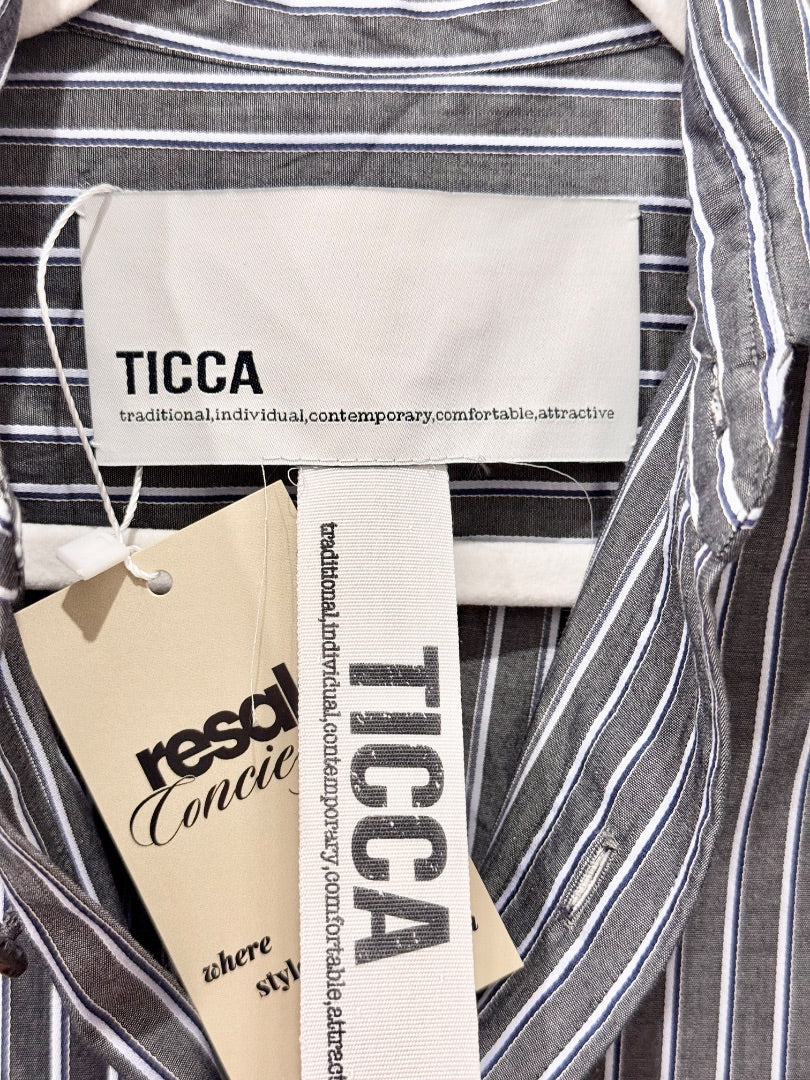 TICCA
traditional,individual,contemporary,comfortable,attractive
TICCA
traditional,individual,contemporary,comfortable,attract
resal
Concie
where
styl